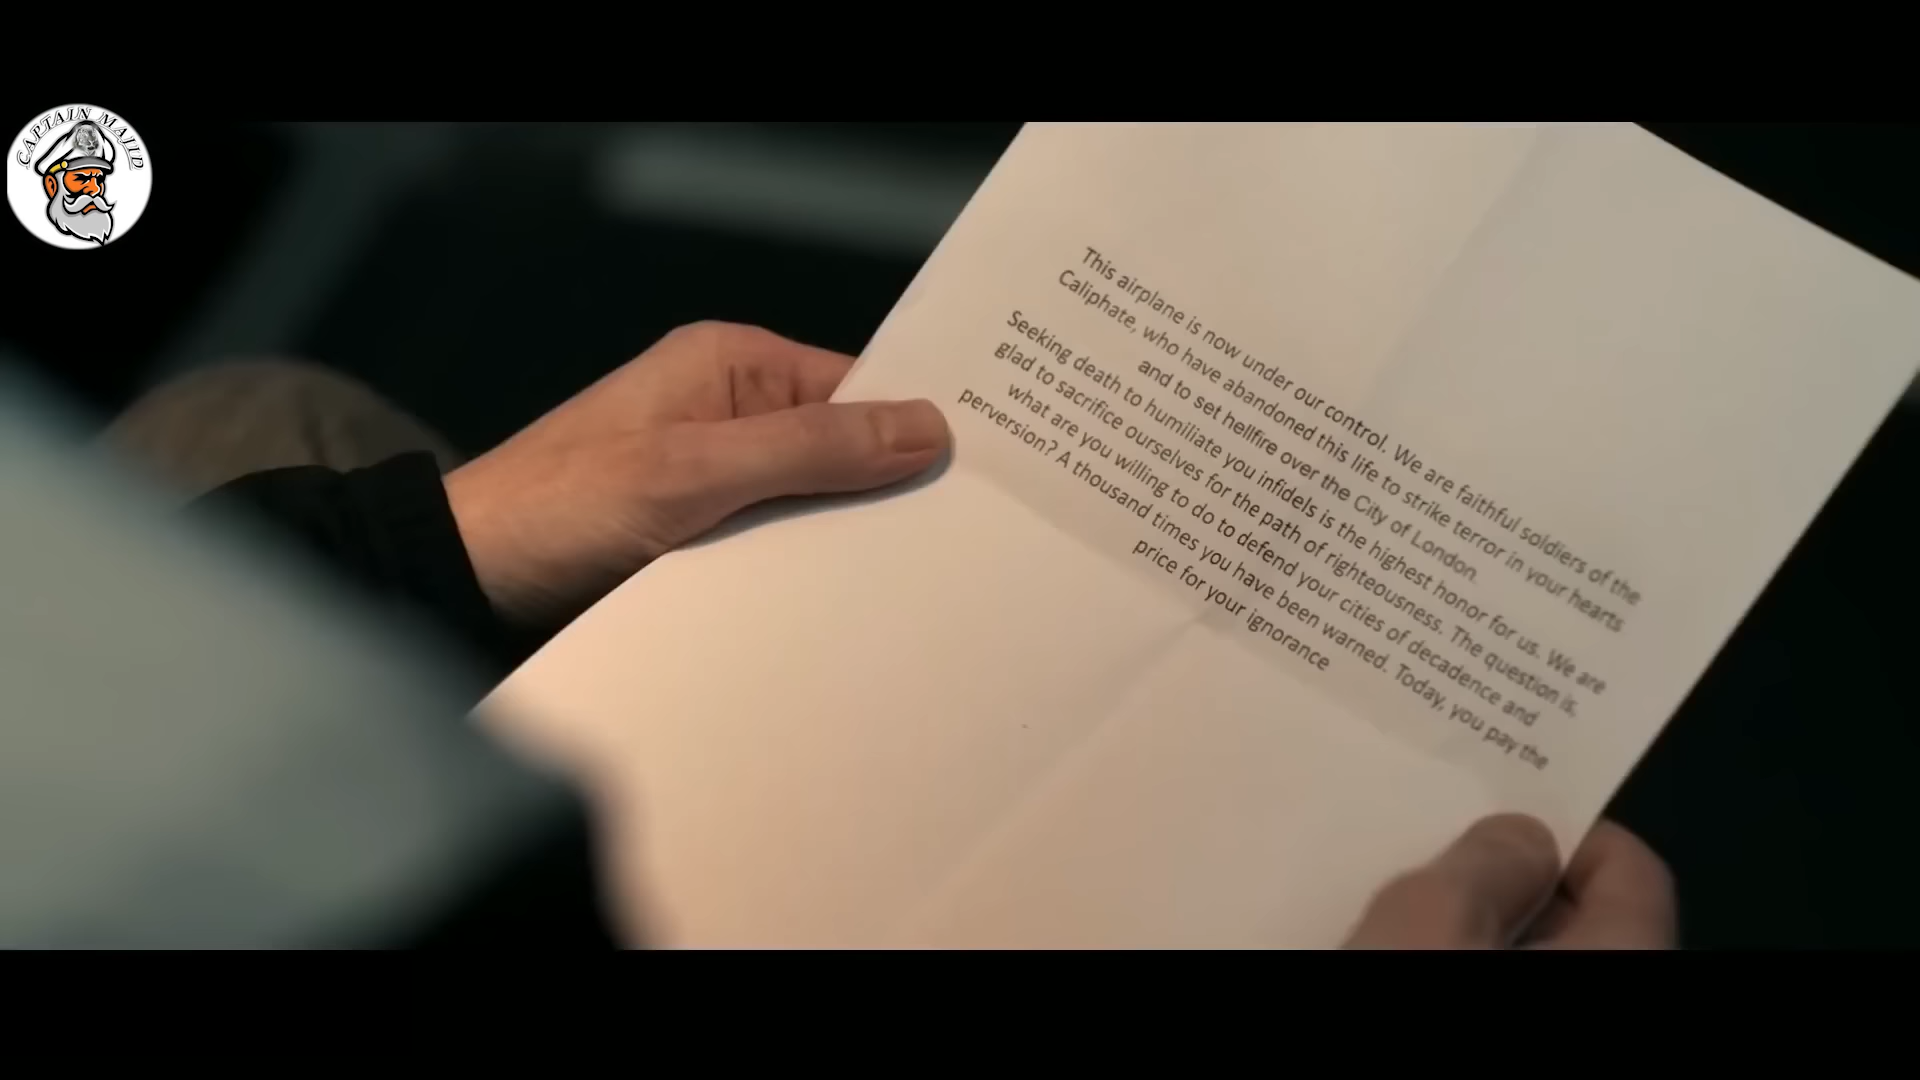 CAPTAIN MAJID
This airplane is now under our control. We are faithful soldiers of the
Caliphate, who have abandoned this life to strike terror in your hearts
and to set hellfire over the City of London.
Seeking death to humiliate you infidels is the highest honor for us. We are
glad to sacrifice ourselves for the path of righteousness. The question is,
what are you willing to do to defend your cities of decadence and
perversion? A thousand times you have been warned. Today, you pay the
price for your ignorance